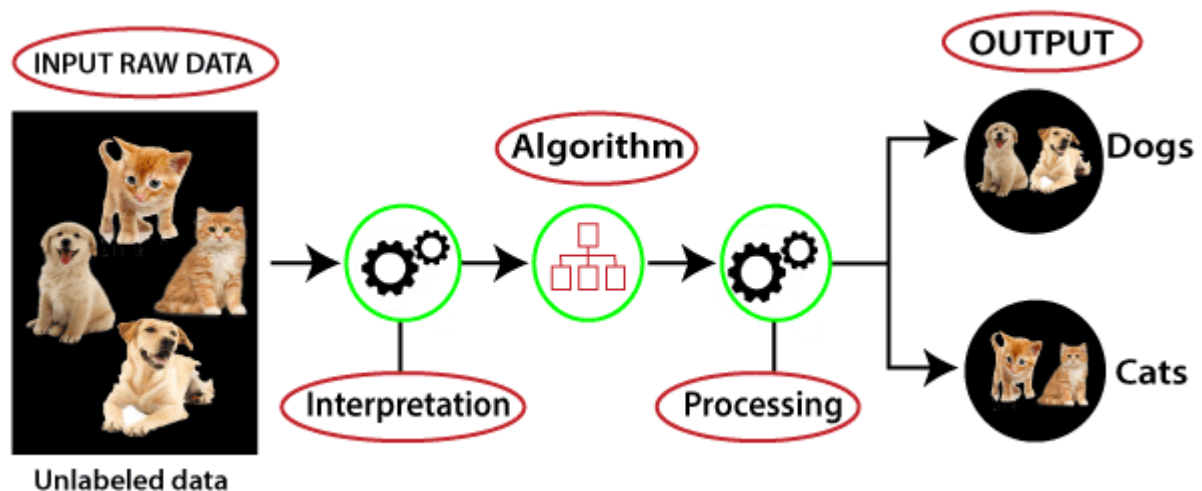 INPUT RAW DATA
OUTPUT
Algorithm
Dogs
Interpretation
Processing
Cats
Unlabeled data